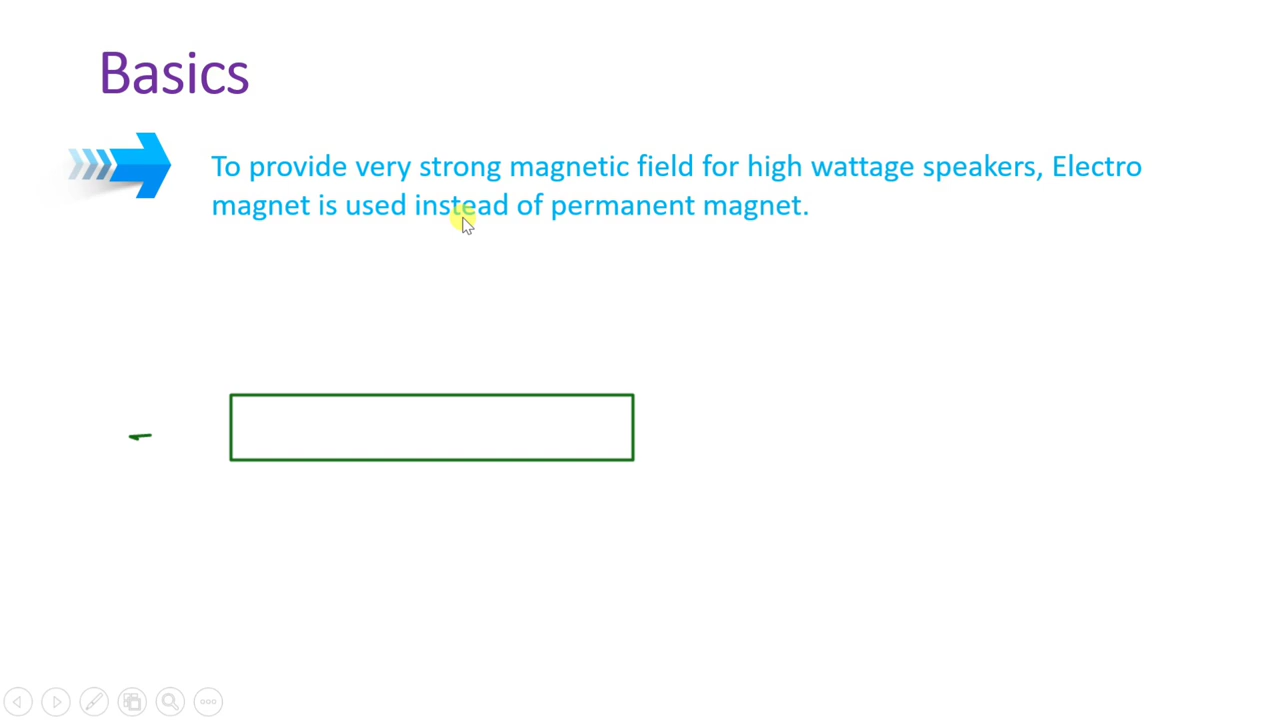 Basics
To provide very strong magnetic field for high wattage speakers, Electro
magnet is used instead of permanent magnet.